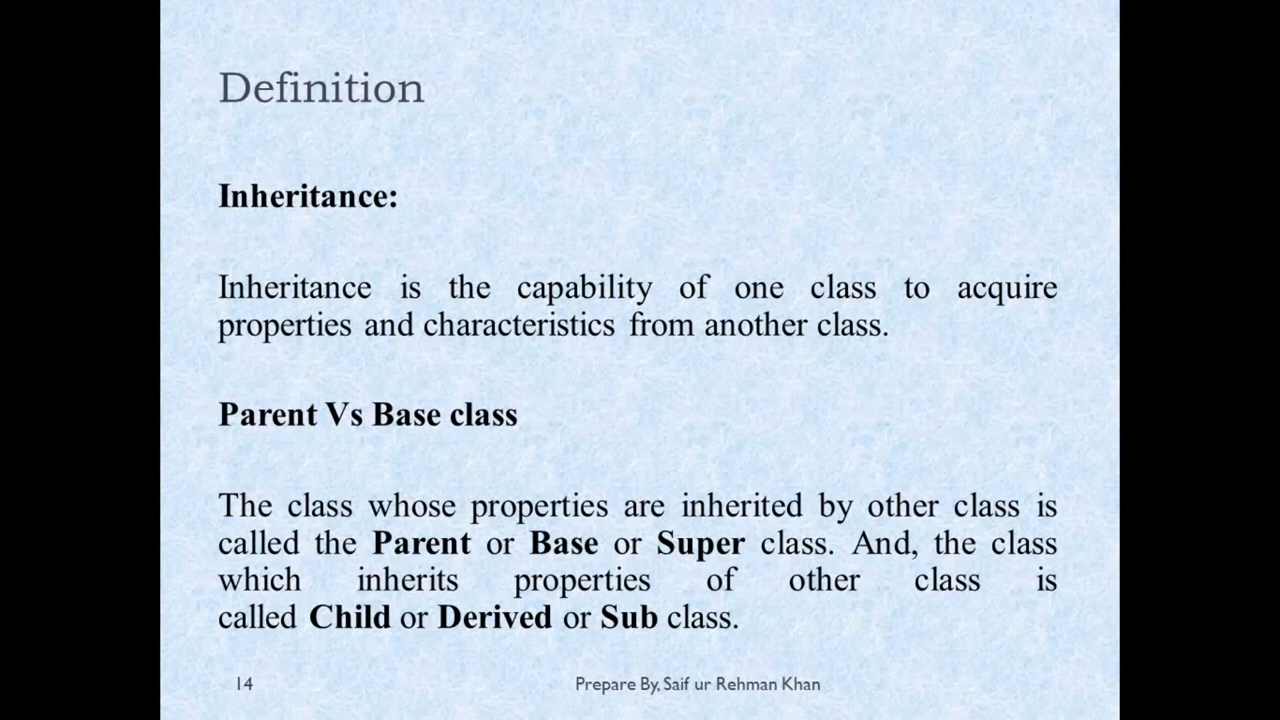 Definition
Inheritance:
Inheritance is the capability of one class to acquire
properties and characteristics from another class.
Parent Vs Base class
The class whose properties are inherited by other class is
called the Parent or Base or Super class. And, the class
which inherits properties of other class is
called Child or Derived or Sub class.
14
Prepare By, Saif ur Rehman Khan